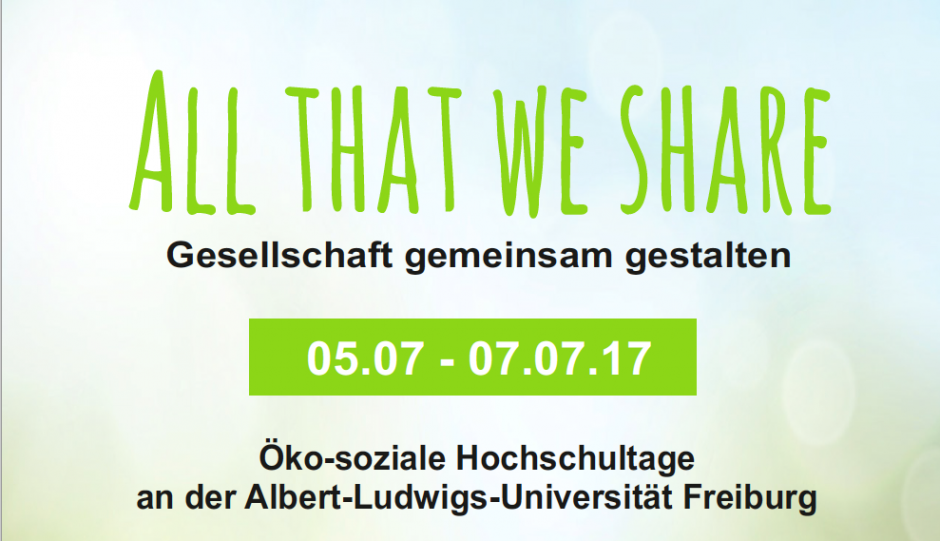 ALL THAT WE SHARE
Gesellschaft gemeinsam gestalten
05.07 - 07.07.17
Öko-soziale Hochschultage
an der Albert-Ludwigs-Universität Freiburg